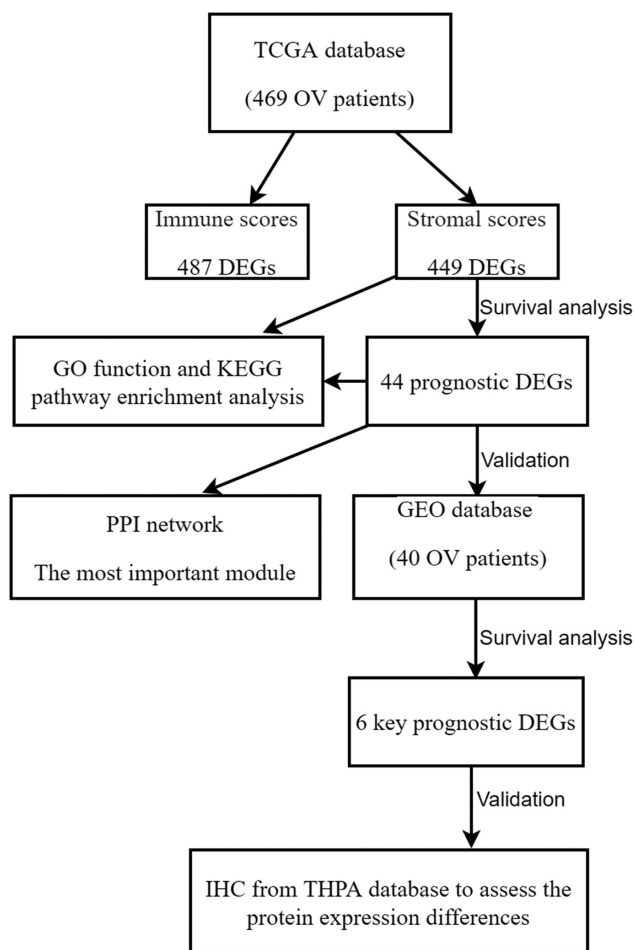 TCGA database
(469 OV patients)
Immune scores
487 DEGs
Stromal scores
449 DEGs
Survival analysis
GO function and KEGG
pathway enrichment analysis
44 prognostic DEGs
Validation
PPI network
The most important module
GEO database
(40 OV patients)
Survival analysis
6 key prognostic DEGs
Validation
IHC from THPA database to assess the
protein expression differences